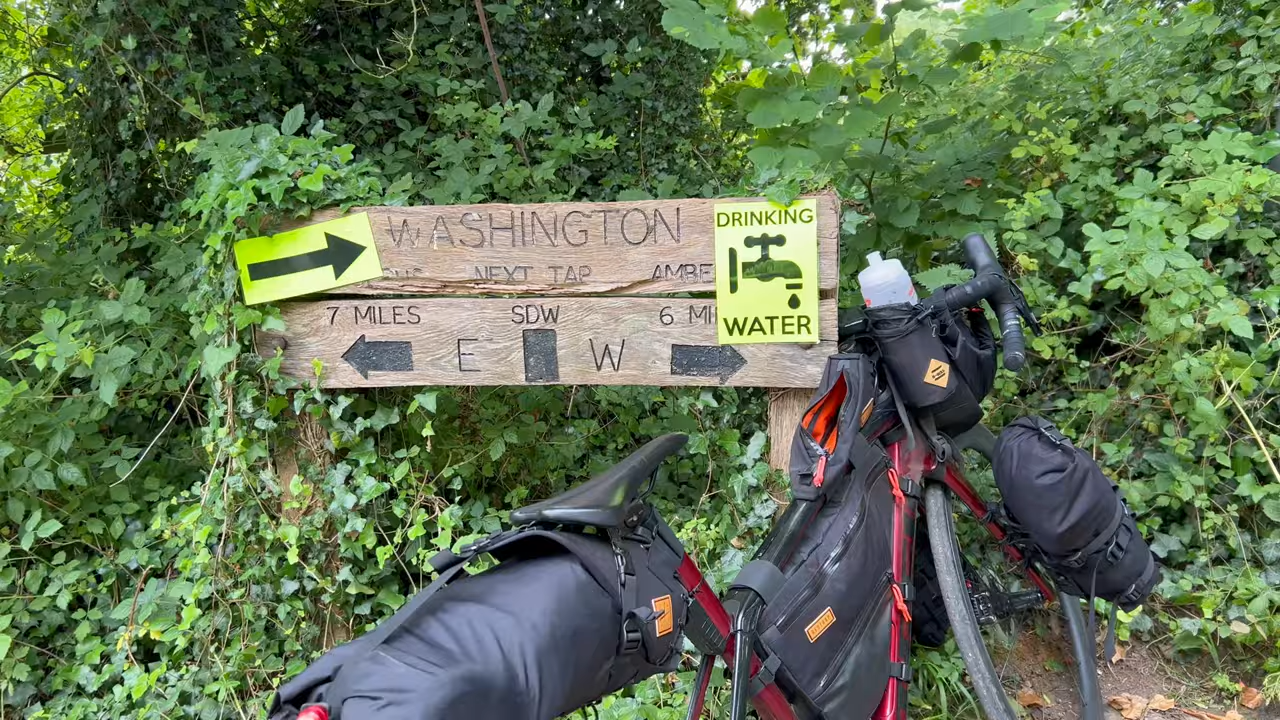 WASHINGTON
NEXT TAP
7 MILES SDW
E W
DRINKING
WATER